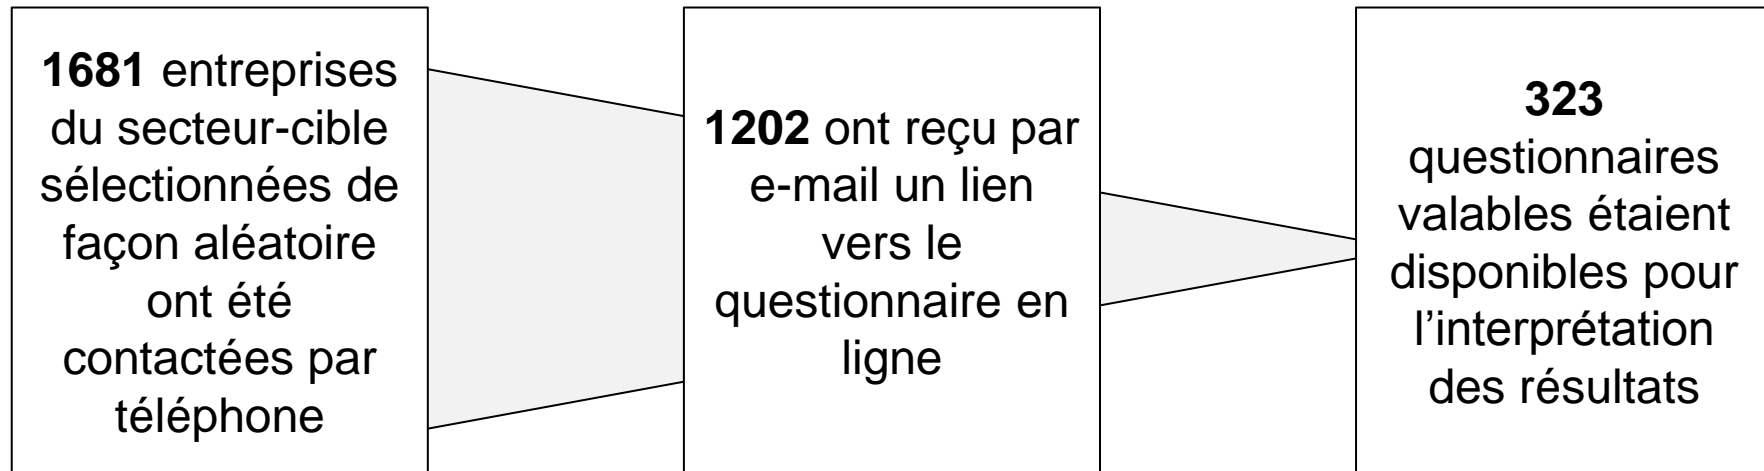 1681 entreprises
du secteur-cible
sélectionnées de
façon aléatoire
ont été
contactées par
téléphone
1202 ont reçu par
e-mail un lien
vers le
questionnaire en
ligne
323
questionnaires
valables étaient
disponibles pour
l’interprétation
des résultats